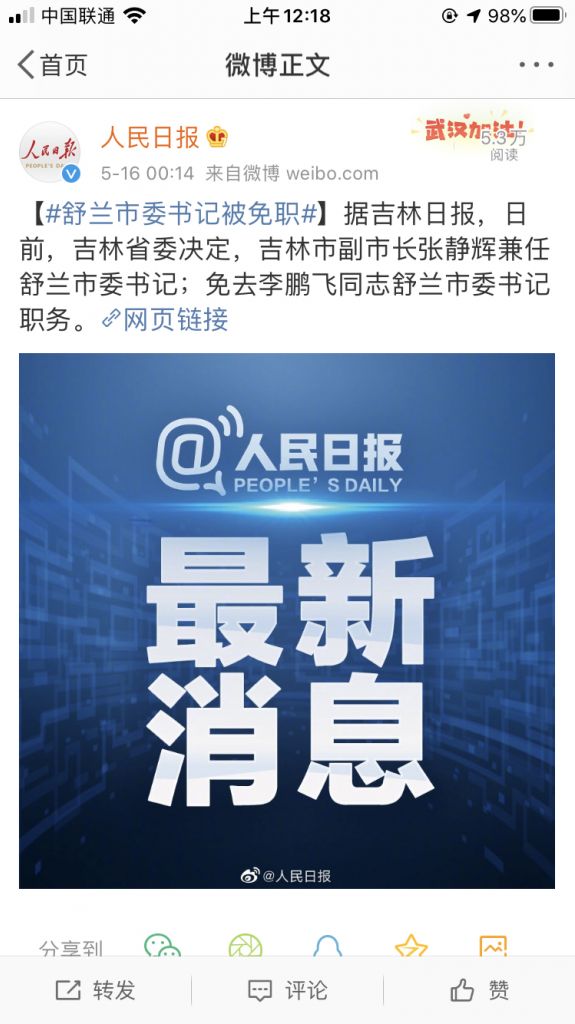 中国联通 上午12:18 98%
首页 微博正文
人民日报 武汉加油!
5.3万
阅读
5-16 00:14 来自微博 weibo.com
【#舒兰市委书记被免职#】据吉林日报，日
前，吉林省委决定，吉林市副市长张静辉兼任
舒兰市委书记；免去李鹏飞同志舒兰市委书记
职务。网页链接
人民日报
PEOPLE'S DAILY
@人民日报
PEOPLE'S DAILY
最新
消息
@人民日报
分享到
转发 评论 赞